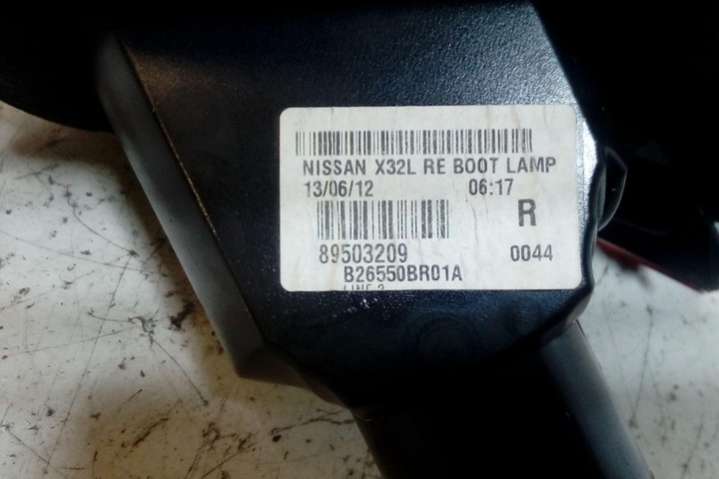 NISSAN X32L RE BOOT LAMP
13/06/12 06:17
R
89503209 0044
B26550BR01A